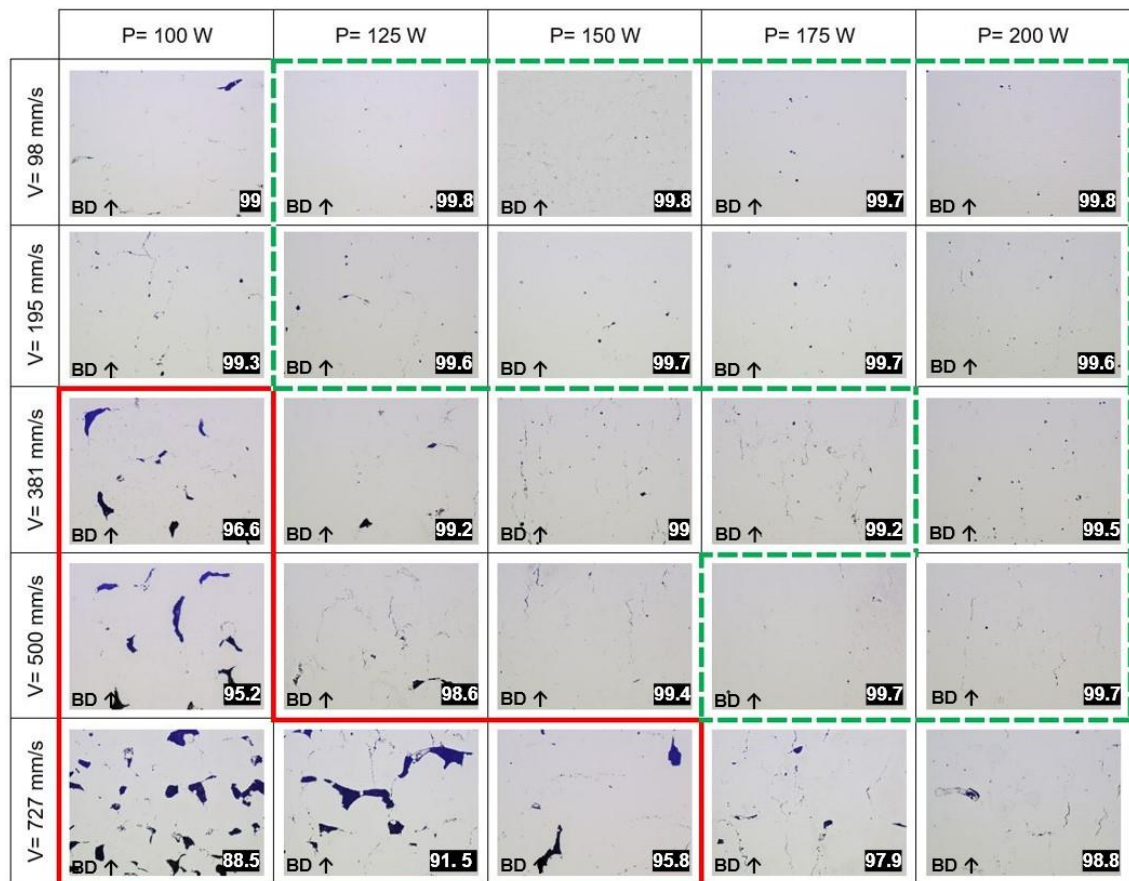 P= 100 W P= 125 W P= 150 W P= 175 W P= 200 W
V= 98 mm/s
BD ↑ 99 BD ↑ 99.8 BD ↑ 99.8 BD ↑ 99.7 BD ↑ 99.8
V= 195 mm/s
BD ↑ 99.3 BD ↑ 99.6 BD ↑ 99.7 BD ↑ 99.7 BD ↑ 99.6
V= 381 mm/s
BD ↑ 96.6 BD ↑ 99.2 BD ↑ 99 BD ↑ 99.2 BD ↑ 99.5
V= 500 mm/s
BD ↑ 95.2 BD ↑ 98.6 BD ↑ 99.4 BD ↑ 99.7 BD ↑ 99.7
V= 727 mm/s
BD ↑ 88.5 BD ↑ 91. 5 BD ↑ 95.8 BD ↑ 97.9 BD ↑ 98.8